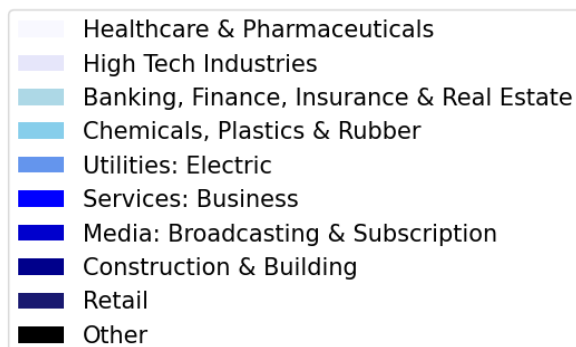 Healthcare & Pharmaceuticals
High Tech Industries
Banking, Finance, Insurance & Real Estate
Chemicals, Plastics & Rubber
Utilities: Electric
Services: Business
Media: Broadcasting & Subscription
Construction & Building
Retail
Other